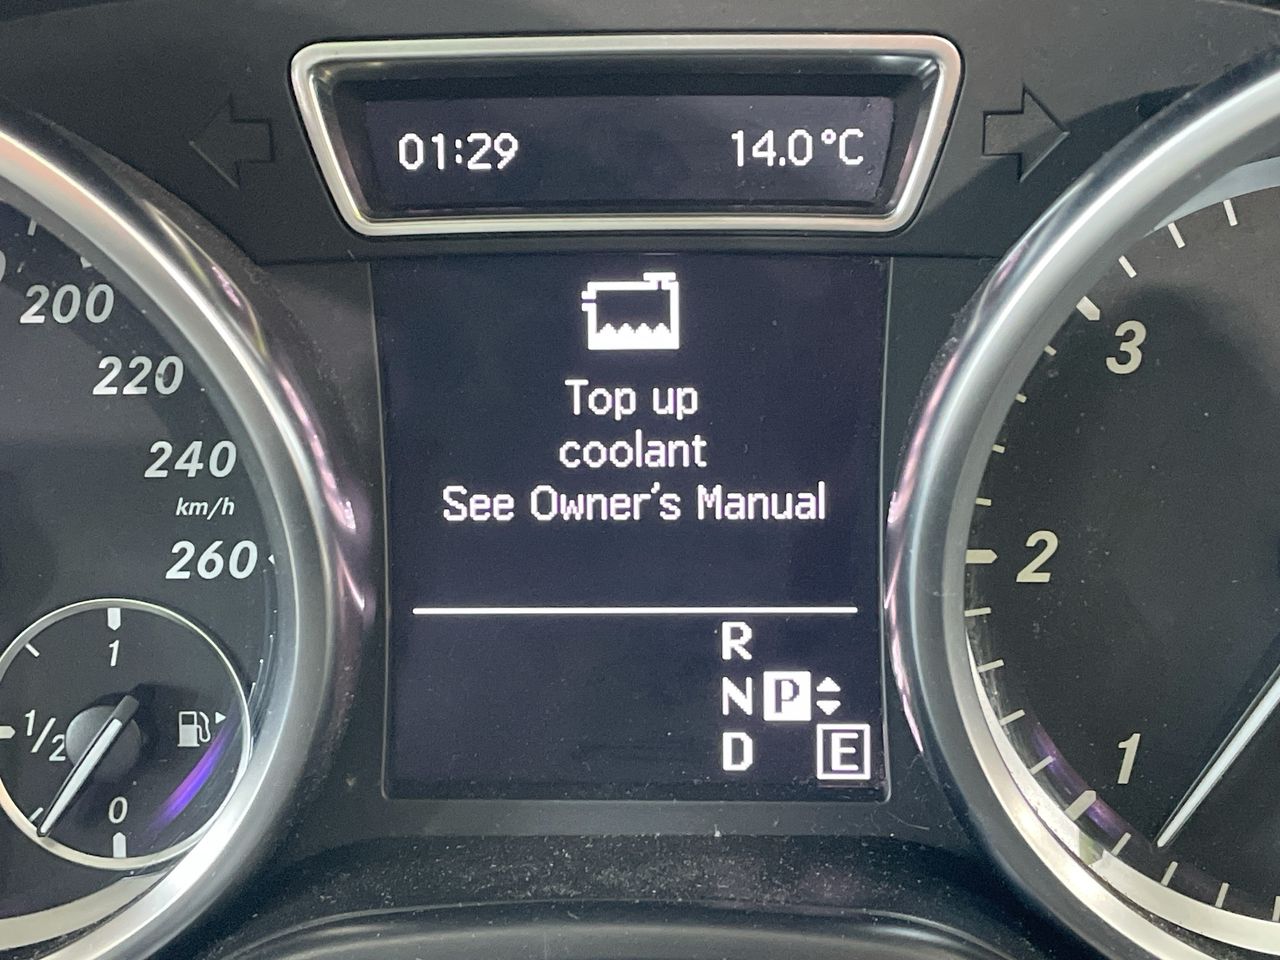 01:29 14.0°C
Top up
coolant
See Owner's Manual
R
N P
D E
200
220
240
km/h
260
1
1/2
0
3
2
1